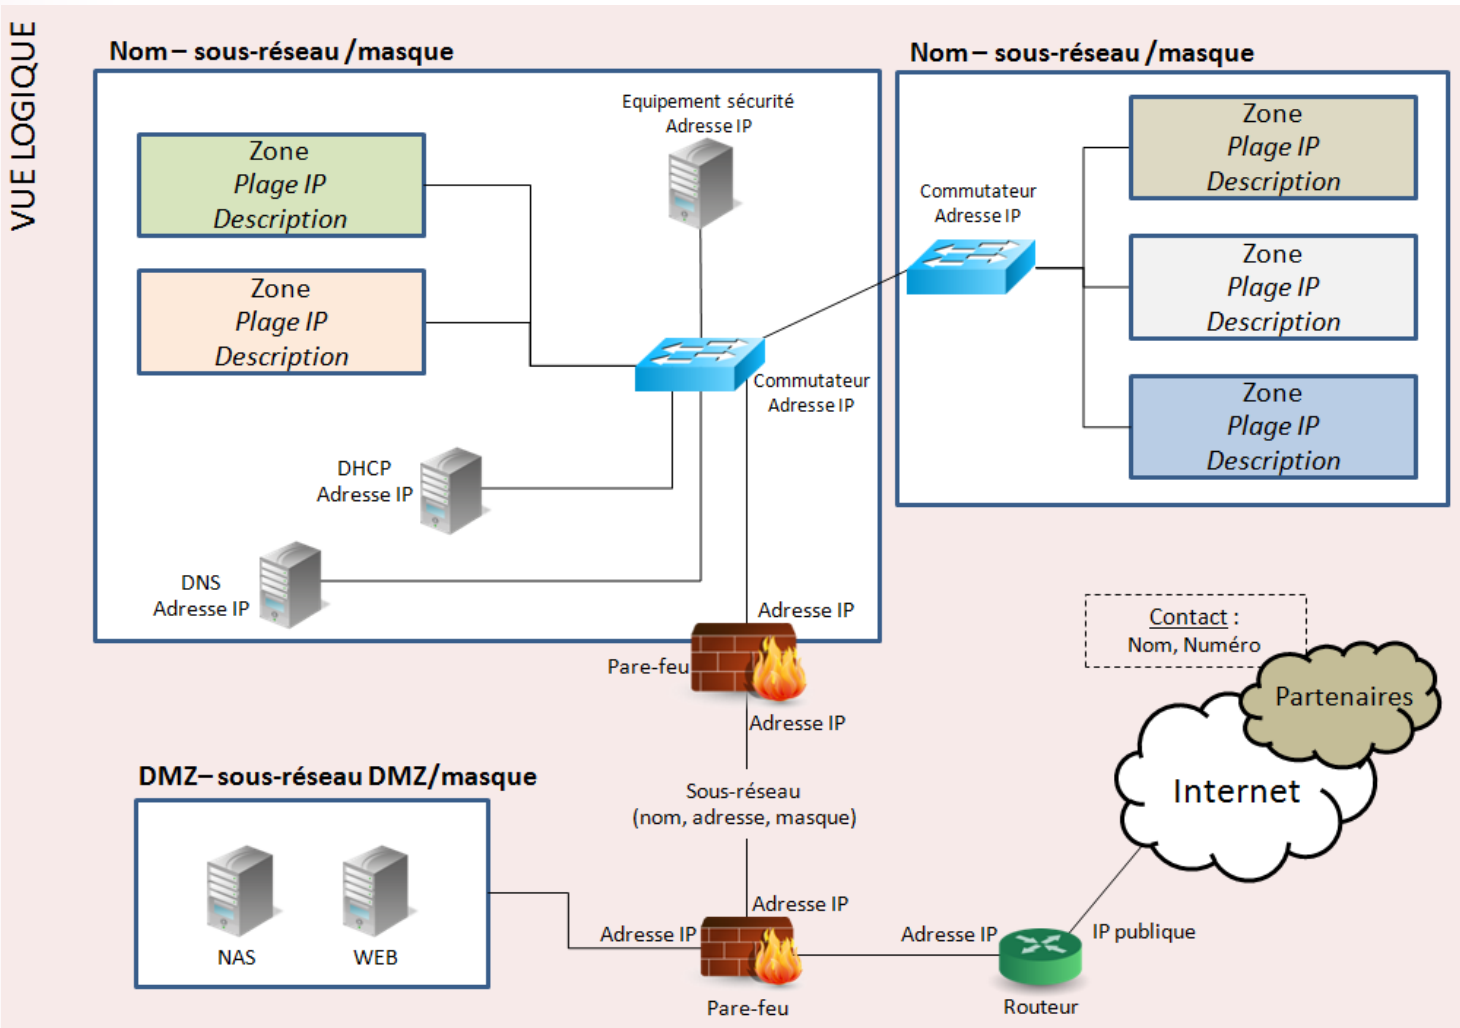 VUE LOGIQUE
Nom – sous-réseau /masque
Equipement sécurité
Adresse IP
Zone
Plage IP
Description
Zone
Plage IP
Description
Commutateur
Adresse IP
DHCP
Adresse IP
DNS
Adresse IP
Adresse IP
Pare-feu
Adresse IP
Nom – sous-réseau /masque
Commutateur
Adresse IP
Zone
Plage IP
Description
Zone
Plage IP
Description
Zone
Plage IP
Description
Sous-réseau
(nom, adresse, masque)
DMZ– sous-réseau DMZ/masque
NAS
WEB
Adresse IP
Adresse IP
Pare-feu
Adresse IP
Routeur
IP publique
Contact :
Nom, Numéro
Partenaires
Internet